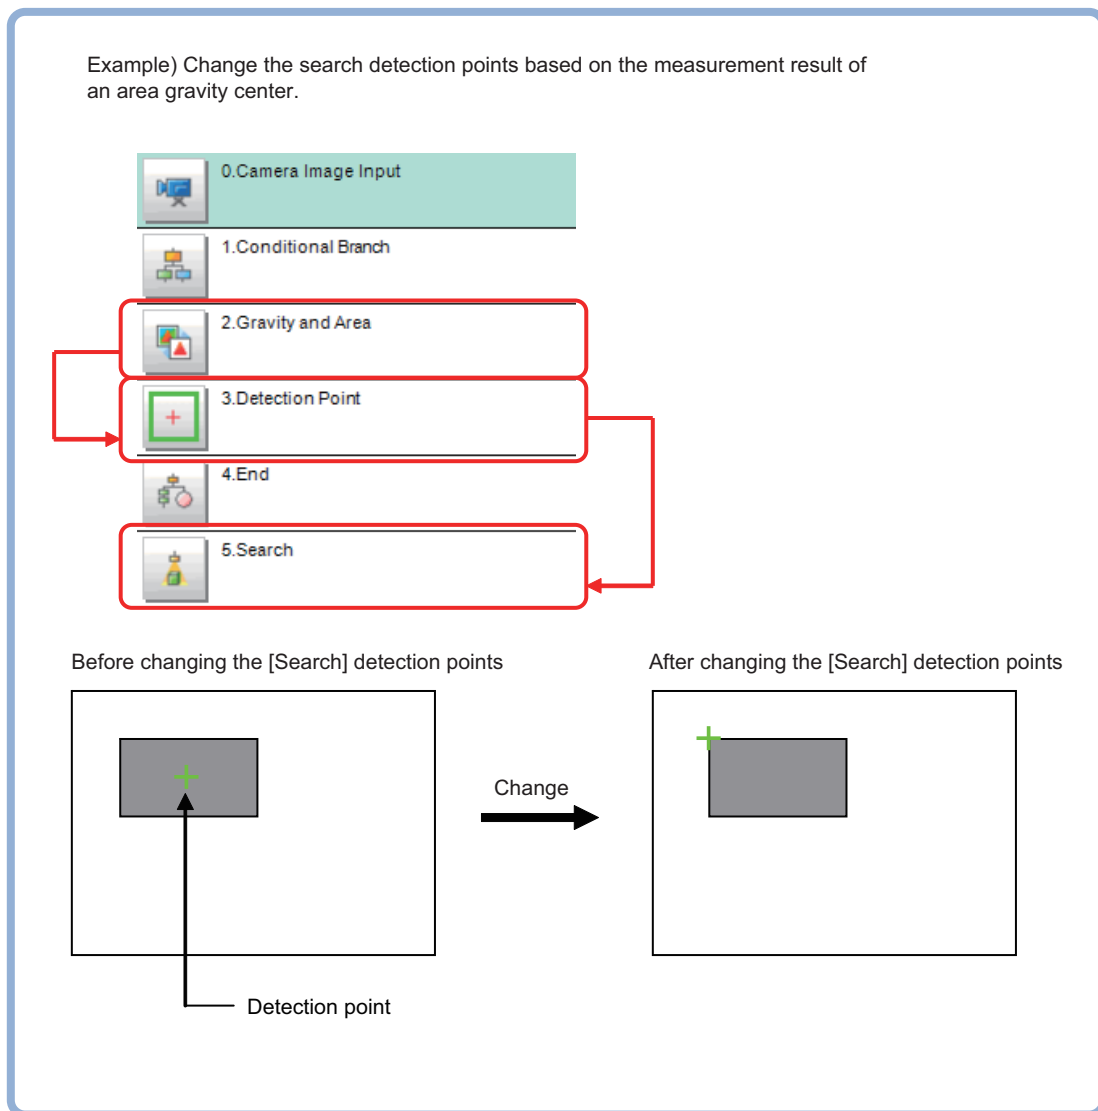 Example) Change the search detection points based on the measurement result of
an area gravity center.
0.Camera Image Input
1.Conditional Branch
2.Gravity and Area
3.Detection Point
4.End
5.Search
Before changing the [Search] detection points
After changing the [Search] detection points
Change
Detection point